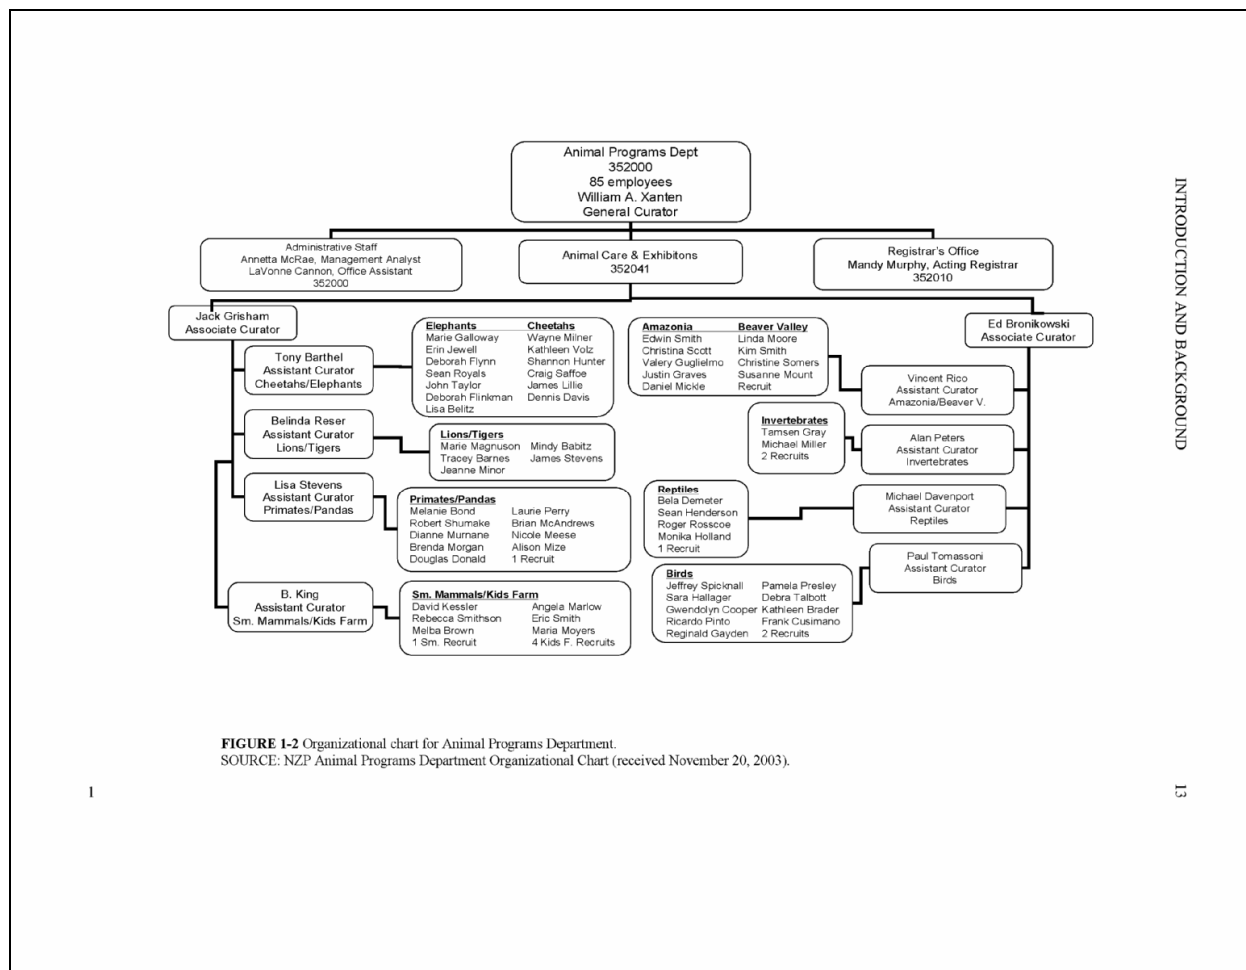 Animal Programs Dept
352000
85 employees
William A. Xanten
General Curator
Administrative Staff
Annetta McRae, Management Analyst
LaVonne Cannon, Office Assistant
352000
Animal Care & Exhibitons
352041
Registrar's Office
Mandy Murphy, Acting Registrar
352010
Jack Grisham
Associate Curator
Tony Barthel
Assistant Curator
Cheetahs/Elephants
Elephants Cheetahs
Marie Galloway Wayne Milner
Erin Jewell Kathleen Volz
Deborah Flynn Shannon Hunter
Sean Royals Craig Saffoe
John Taylor James Lillie
Deborah Flinkman Dennis Davis
Lisa Belitz
Belinda Reser
Assistant Curator
Lions/Tigers
Lions/Tigers
Marie Magnuson Mindy Babitz
Tracey Barnes James Stevens
Jeanne Minor
Lisa Stevens
Assistant Curator
Primates/Pandas
Primates/Pandas
Melanie Bond Laurie Perry
Robert Shumake Brian McAndrews
Dianne Murnane Nicole Meese
Brenda Morgan Alison Mize
Douglas Donald 1 Recruit
B. King
Assistant Curator
Sm. Mammals/Kids Farm
Sm. Mammals/Kids Farm
David Kessler Angela Marlow
Rebecca Smithson Eric Smith
Melba Brown Maria Moyers
1 Sm. Recruit 4 Kids F. Recruits
Ed Bronikowski
Associate Curator
Amazonia Beaver Valley
Edwin Smith Linda Moore
Christina Scott Kim Smith
Valery Guglielmo Christine Somers
Justin Graves Susanne Mount
Daniel Mickle Recruit
Vincent Rico
Assistant Curator
Amazonia/Beaver V.
Invertebrates
Tamsen Gray
Michael Miller
2 Recruits
Alan Peters
Assistant Curator
Invertebrates
Reptiles
Bela Demeter
Sean Henderson
Roger Rosscoe
Monika Holland
1 Recruit
Michael Davenport
Assistant Curator
Reptiles
Birds
Jeffrey Spicknall Pamela Presley
Sara Hallager Debra Talbott
Gwendolyn Cooper Kathleen Brader
Ricardo Pinto Frank Cusimano
Reginald Gayden 2 Recruits
Paul Tomassoni
Assistant Curator
Birds
FIGURE 1-2 Organizational chart for Animal Programs Department.
SOURCE: NZP Animal Programs Department Organizational Chart (received November 20, 2003).
1
INTRODUCTION AND BACKGROUND
13